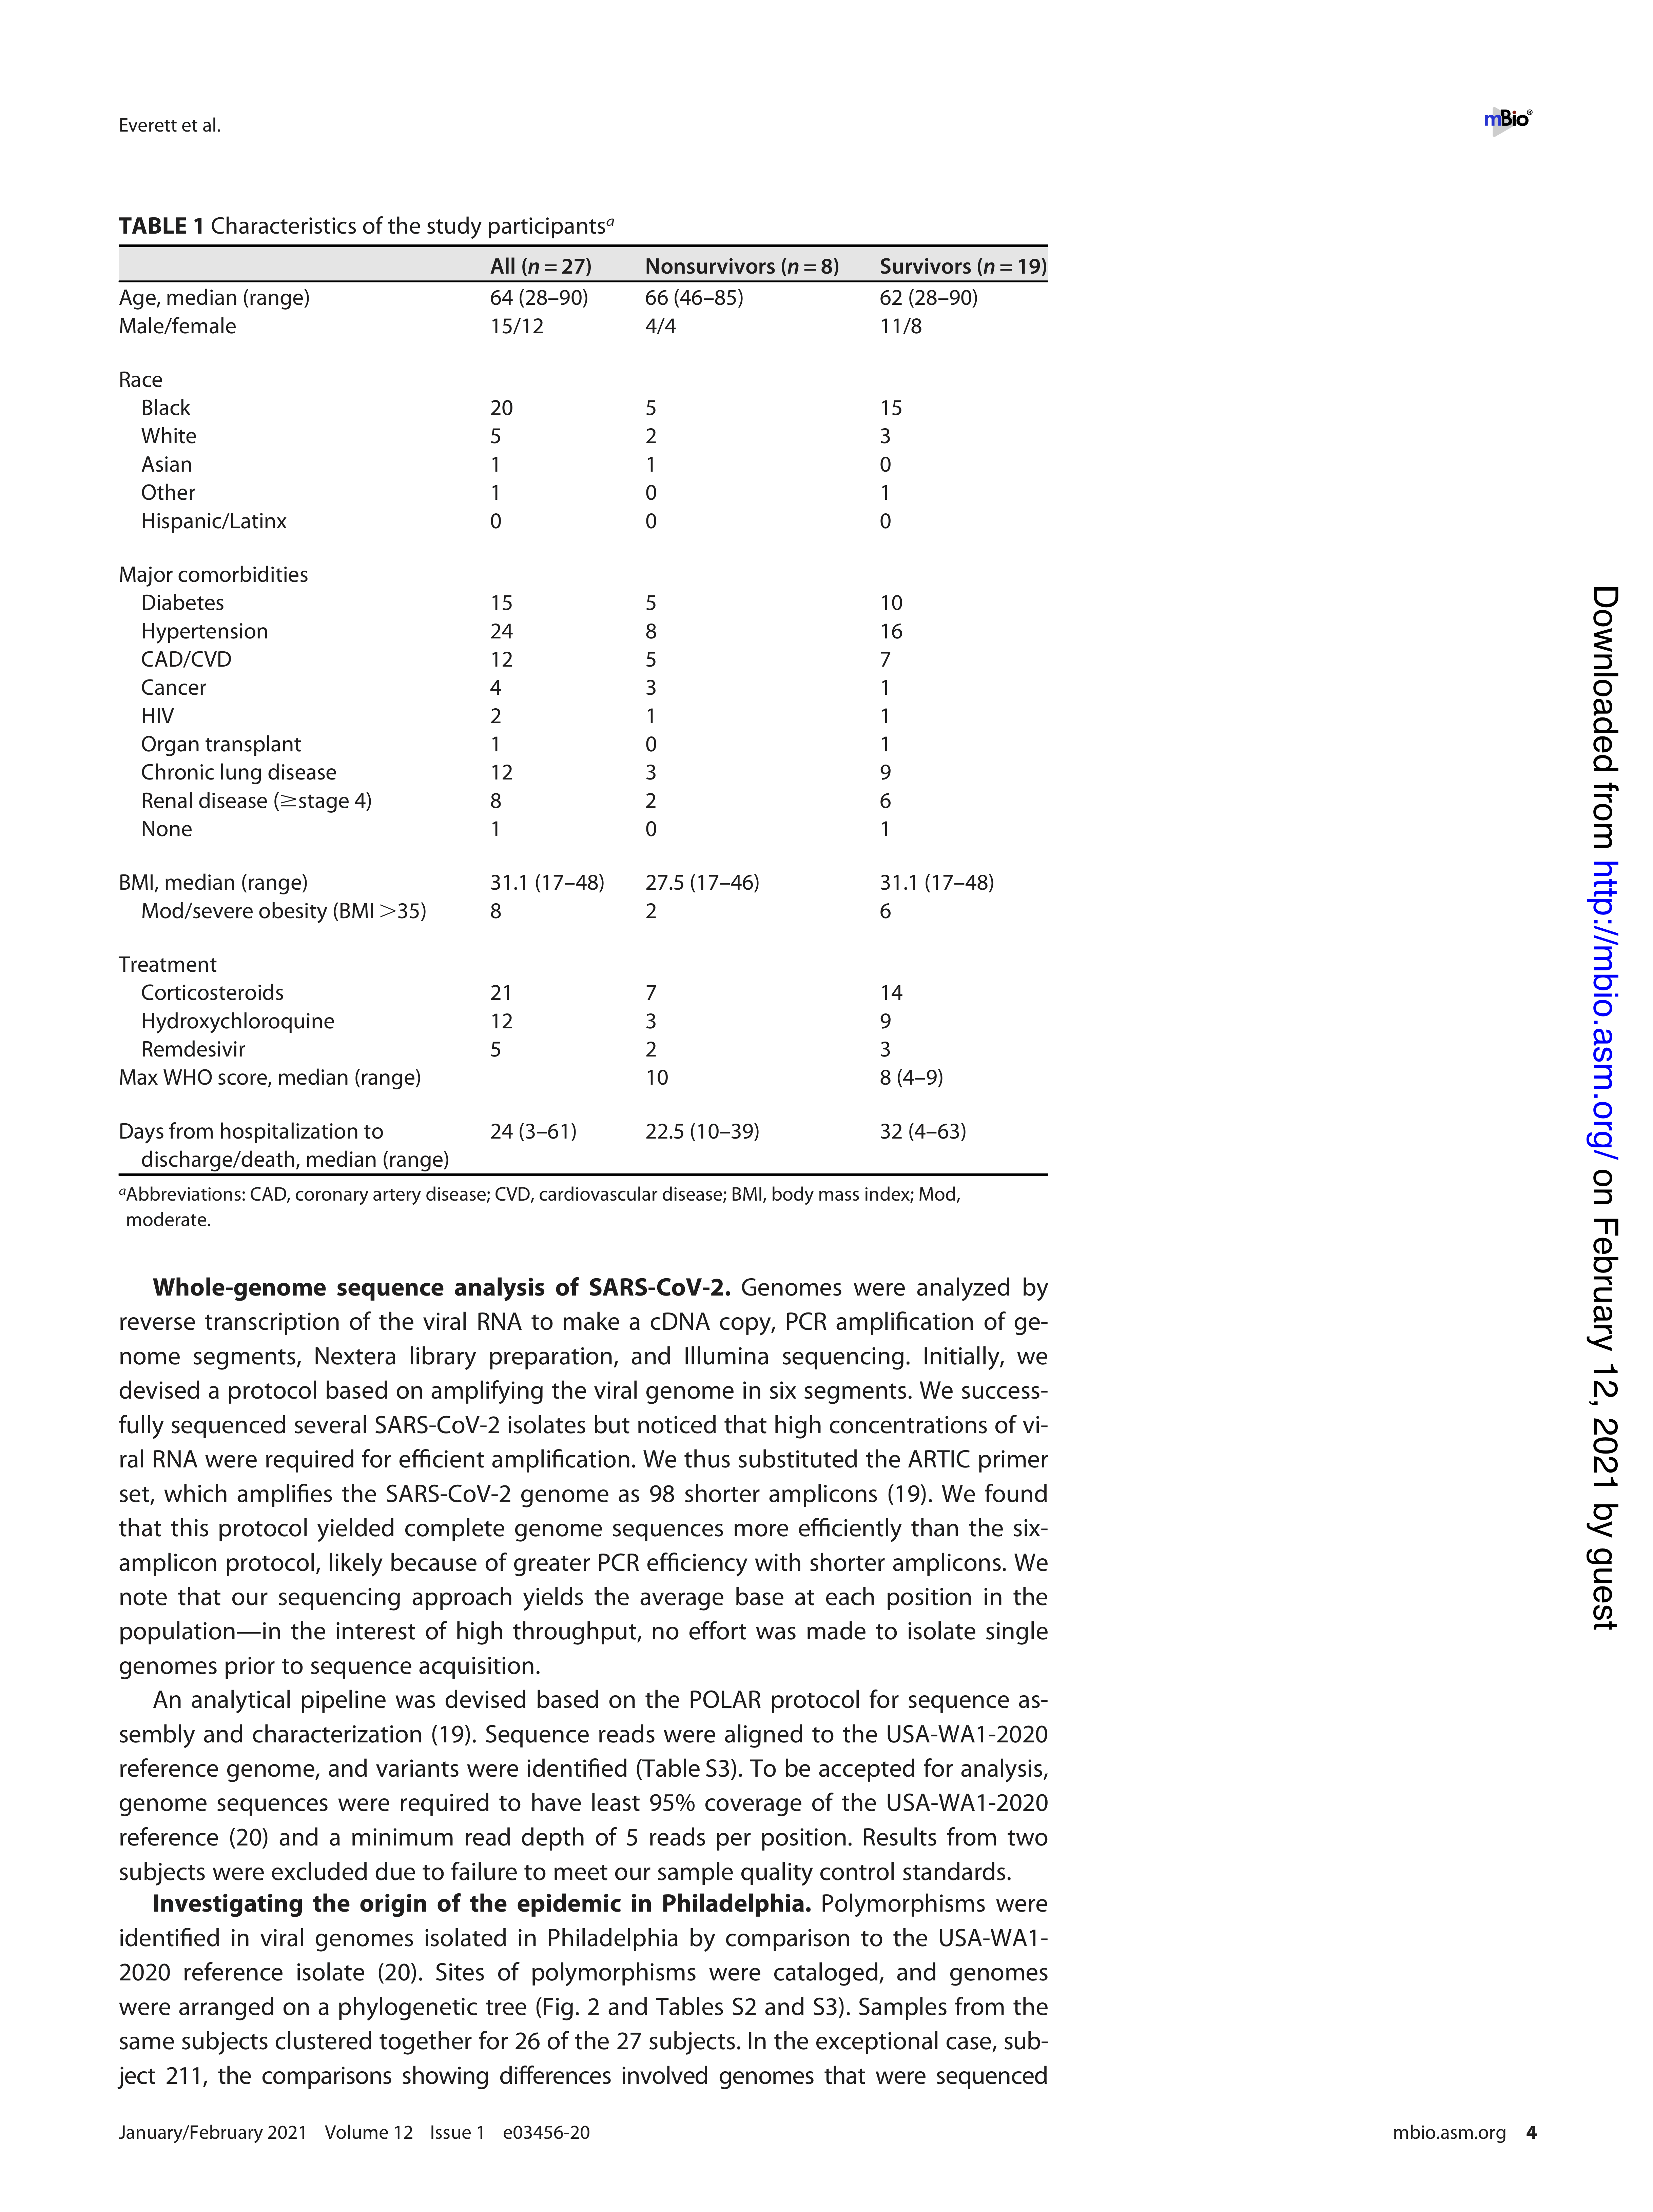 Everett et al.
mBio®
TABLE 1 Characteristics of the study participantsa
All (n = 27) Nonsurvivors (n = 8) Survivors (n = 19)
Age, median (range) 64 (28–90) 66 (46–85) 62 (28–90)
Male/female 15/12 4/4 11/8
Race
Black 20 5 15
White 5 2 3
Asian 1 1 0
Other 1 0 1
Hispanic/Latinx 0 0 0
Major comorbidities
Diabetes 15 5 10
Hypertension 24 8 16
CAD/CVD 12 5 7
Cancer 4 3 1
HIV 2 1 1
Organ transplant 1 0 1
Chronic lung disease 12 3 9
Renal disease (≥stage 4) 8 2 6
None 1 0 1
BMI, median (range) 31.1 (17–48) 27.5 (17–46) 31.1 (17–48)
Mod/severe obesity (BMI >35) 8 2 6
Treatment
Corticosteroids 21 7 14
Hydroxychloroquine 12 3 9
Remdesivir 5 2 3
Max WHO score, median (range) 10 8 (4–9)
Days from hospitalization to 24 (3–61) 22.5 (10–39) 32 (4–63)
discharge/death, median (range)
aAbbreviations: CAD, coronary artery disease; CVD, cardiovascular disease; BMI, body mass index; Mod,
moderate.
Whole-genome sequence analysis of SARS-CoV-2. Genomes were analyzed by
reverse transcription of the viral RNA to make a cDNA copy, PCR amplification of ge-
nome segments, Nextera library preparation, and Illumina sequencing. Initially, we
devised a protocol based on amplifying the viral genome in six segments. We success-
fully sequenced several SARS-CoV-2 isolates but noticed that high concentrations of vi-
ral RNA were required for efficient amplification. We thus substituted the ARTIC primer
set, which amplifies the SARS-CoV-2 genome as 98 shorter amplicons (19). We found
that this protocol yielded complete genome sequences more efficiently than the six-
amplicon protocol, likely because of greater PCR efficiency with shorter amplicons. We
note that our sequencing approach yields the average base at each position in the
population—in the interest of high throughput, no effort was made to isolate single
genomes prior to sequence acquisition.
An analytical pipeline was devised based on the POLAR protocol for sequence as-
sembly and characterization (19). Sequence reads were aligned to the USA-WA1-2020
reference genome, and variants were identified (Table S3). To be accepted for analysis,
genome sequences were required to have least 95% coverage of the USA-WA1-2020
reference (20) and a minimum read depth of 5 reads per position. Results from two
subjects were excluded due to failure to meet our sample quality control standards.
Investigating the origin of the epidemic in Philadelphia. Polymorphisms were
identified in viral genomes isolated in Philadelphia by comparison to the USA-WA1-
2020 reference isolate (20). Sites of polymorphisms were cataloged, and genomes
were arranged on a phylogenetic tree (Fig. 2 and Tables S2 and S3). Samples from the
same subjects clustered together for 26 of the 27 subjects. In the exceptional case, sub-
ject 211, the comparisons showing differences involved genomes that were sequenced
January/February 2021 Volume 12 Issue 1 e03456-20
mbio.asm.org 4
Downloaded from http://mbio.asm.org/ on February 12, 2021 by guest